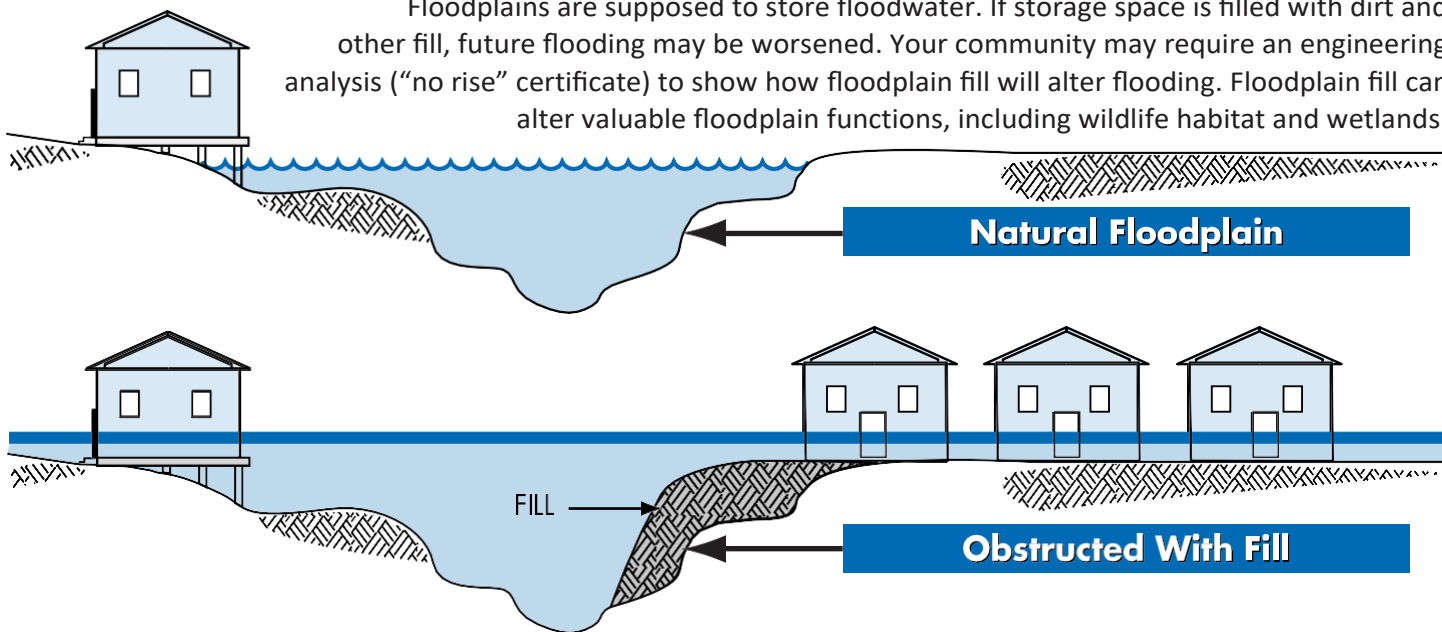 Floodplains are supposed to store floodwater. If storage space is filled with dirt and
other fill, future flooding may be worsened. Your community may require an engineering
analysis (“no rise” certificate) to show how floodplain fill will alter flooding. Floodplain fill can
alter valuable floodplain functions, including wildlife habitat and wetlands
Natural Floodplain
FILL
Obstructed With Fill